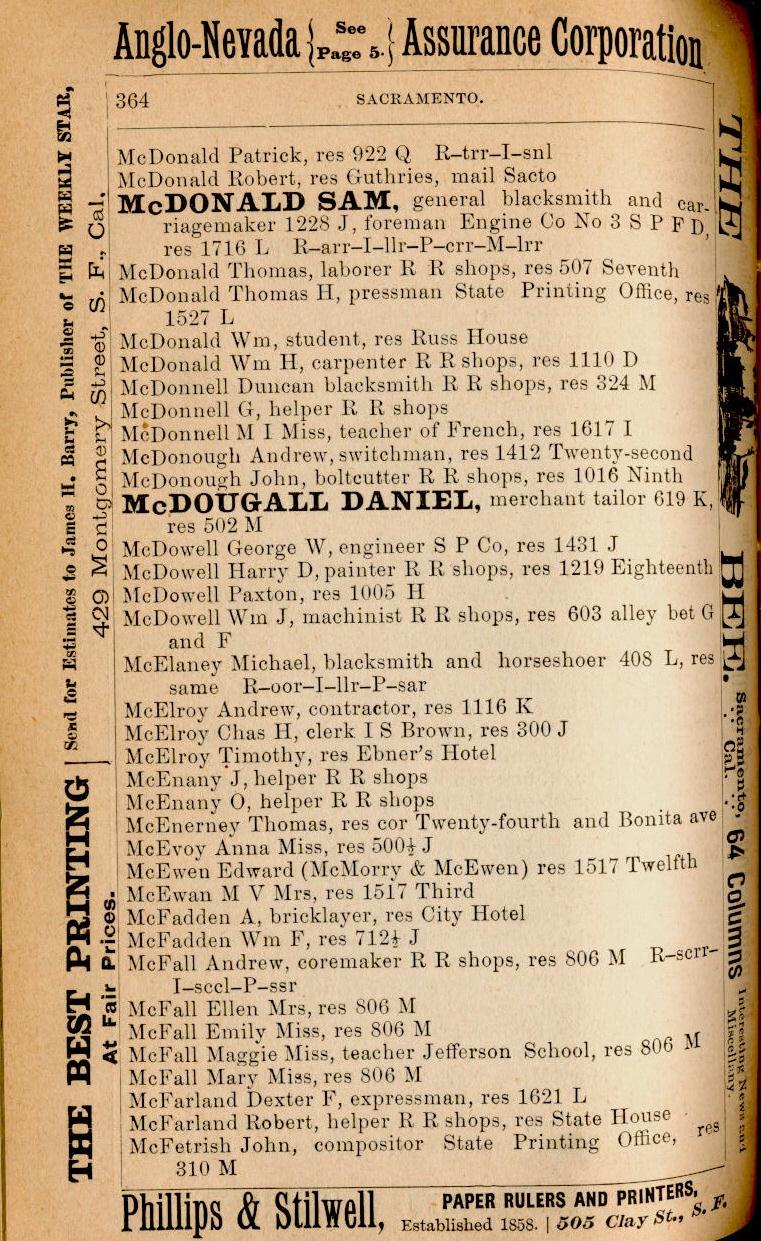 Anglo-Nevada { See Page 5. } Assurance Corporation
364 SACRAMENTO.
McDonald Patrick, res 922 Q R–trr–I–snl
McDonald Robert, res Guthries, mail Sacto
McDONALD SAM, general blacksmith and car-
riagemaker 1228 J, foreman Engine Co No 3 S P F D,
res 1716 L R–arr–I–llr–P–crr–M–lrr
McDonald Thomas, laborer R R shops, res 507 Seventh
McDonald Thomas H, pressman State Printing Office, res
1527 L
McDonald Wm, student, res Russ House
McDonald Wm H, carpenter R R shops, res 1110 D
McDonnell Duncan blacksmith R R shops, res 324 M
McDonnell G, helper R R shops
McDonnell M I Miss, teacher of French, res 1617 I
McDonough Andrew, switchman, res 1412 Twenty-second
McDonough John, boltcutter R R shops, res 1016 Ninth
McDOUGALL DANIEL, merchant tailor 619 K,
res 502 M
McDowell George W, engineer S P Co, res 1431 J
McDowell Harry D, painter R R shops, res 1219 Eighteenth
McDowell Paxton, res 1005 H
McDowell Wm J, machinist R R shops, res 603 alley bet G
and F
McElaney Michael, blacksmith and horseshoer 408 L, res
same R–oor–I–llr–P–sar
McElroy Andrew, contractor, res 1116 K
McElroy Chas H, clerk I S Brown, res 300 J
McElroy Timothy, res Ebner's Hotel
McEnany J, helper R R shops
McEnany O, helper R R shops
McEnerney Thomas, res cor Twenty-fourth and Bonita ave
McEvoy Anna Miss, res 500½ J
McEwen Edward (McMorry & McEwen) res 1517 Twelfth
McEwan M V Mrs, res 1517 Third
McFadden A, bricklayer, res City Hotel
McFadden Wm F, res 712½ J
McFall Andrew, coremaker R R shops, res 806 M R–scrr–
I–sccl–P–ssr
McFall Ellen Mrs, res 806 M
McFall Emily Miss, res 806 M
McFall Maggie Miss, teacher Jefferson School, res 806 M
McFall Mary Miss, res 806 M
McFarland Dexter F, expressman, res 1621 L
McFarland Robert, helper R R shops, res State House
McFetrish John, compositor State Printing Office, res
310 M
Phillips & Stilwell, PAPER RULERS AND PRINTERS,
Established 1858. | 505 Clay St., S. F.
THE BEST PRINTING
At Fair Prices.
Send for Estimates to James H. Barry, Publisher of THE WEEKLY STAR,
429 Montgomery Street, S. F., Cal.
THE BEE.
Sacramento,
Cal.
64 Columns
Interesting News and
Miscellany.